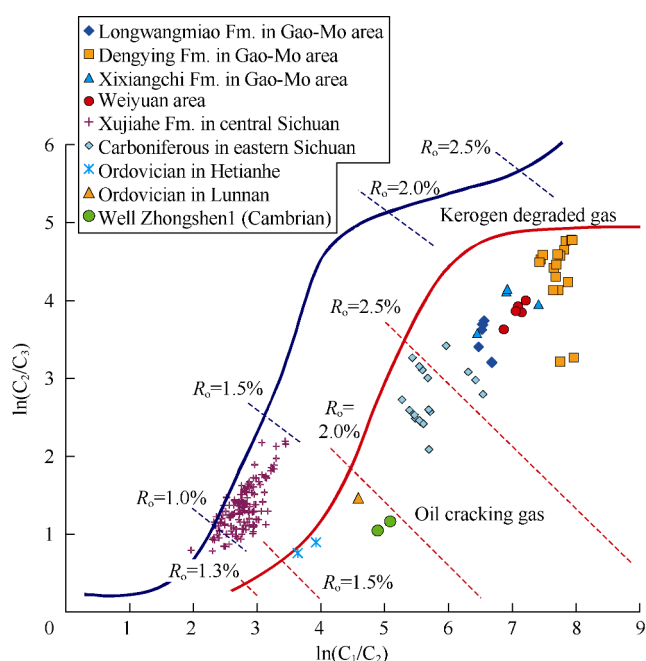 Longwangmiao Fm. in Gao-Mo area
Dengying Fm. in Gao-Mo area
Xixiangchi Fm. in Gao-Mo area
Weiyuan area
Xujiahe Fm. in central Sichuan
Carboniferous in eastern Sichuan
Ordovician in Hetianhe
Ordovician in Lunnan
Well Zhongshen1 (Cambrian)
6
5
4
3
2
1
0
ln(C₂/C₃)
Rₒ=2.5%
Rₒ=2.0%
Kerogen degraded gas
Rₒ=2.5%
Rₒ=1.5%
Rₒ=
2.0%
Rₒ=1.0%
Oil cracking gas
Rₒ=1.3%
Rₒ=1.5%
1 2 3 4 5 6 7 8 9
ln(C₁/C₂)